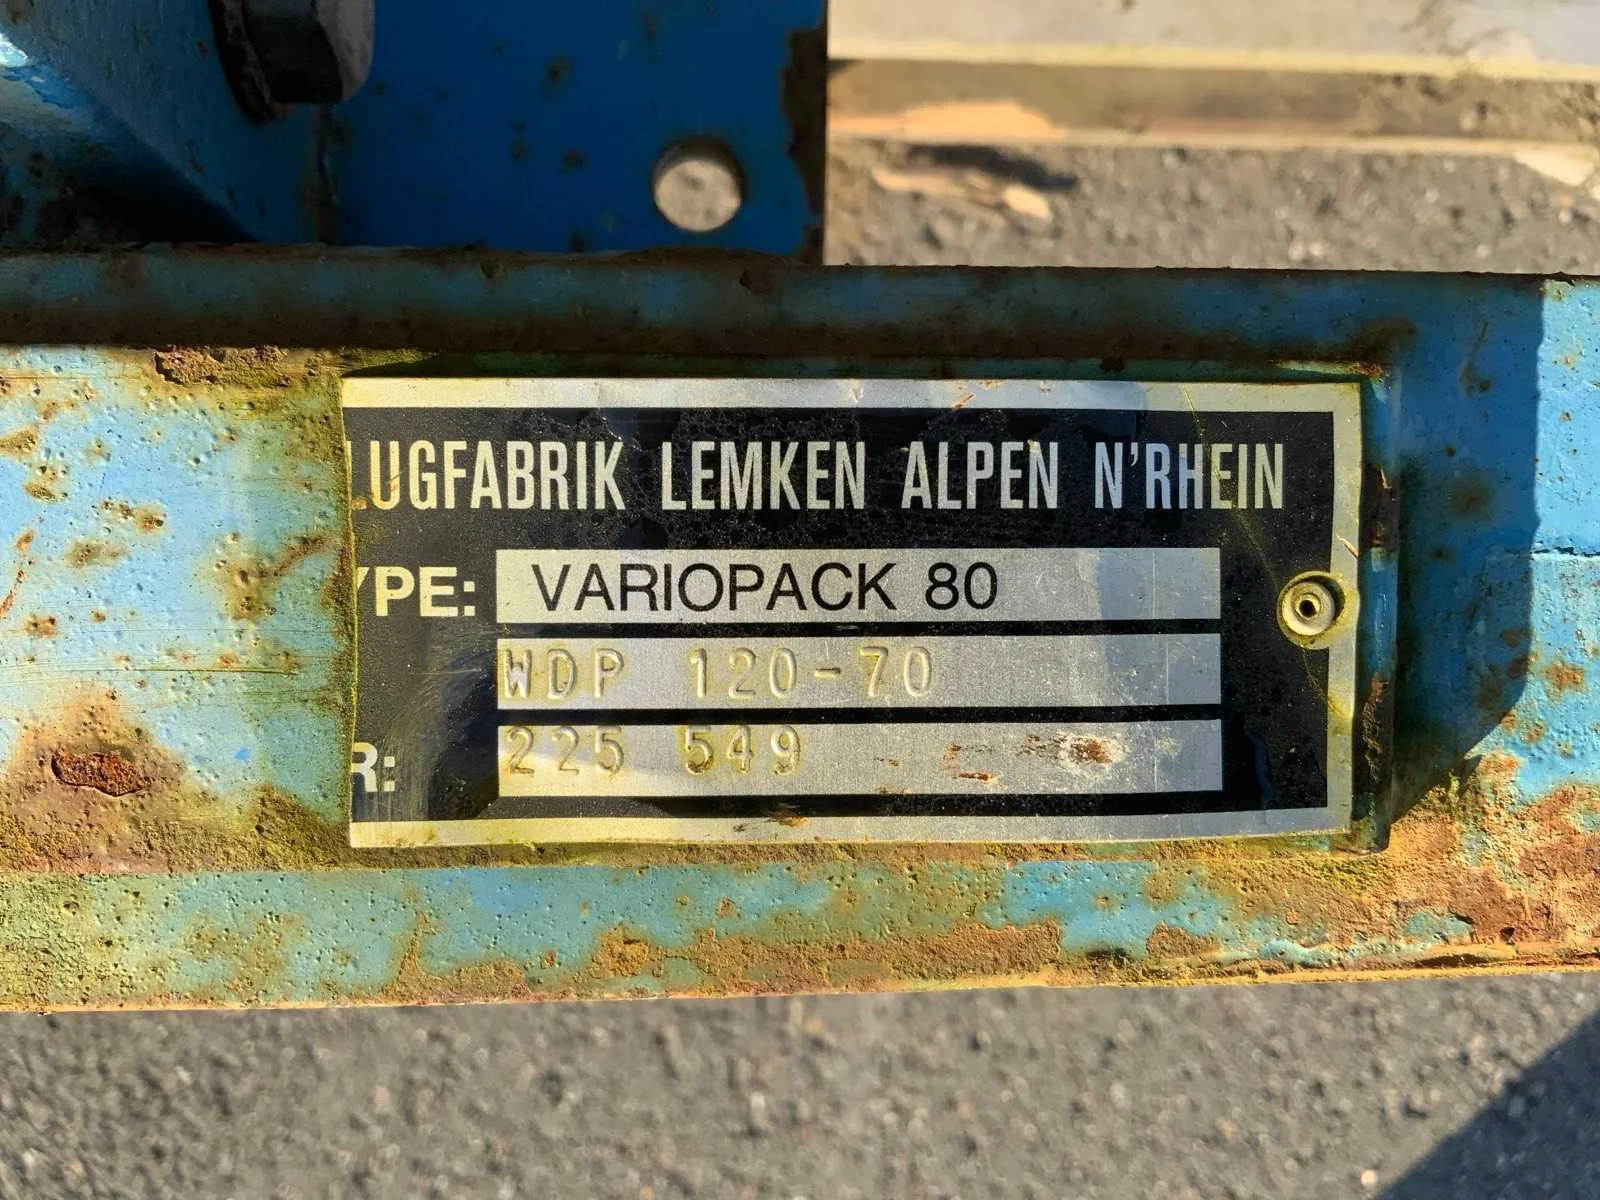 LUGFABRIK LEMKEN ALPEN N'RHEIN
YPE: VARIOPACK 80
WDP 120-70
R: 225 549